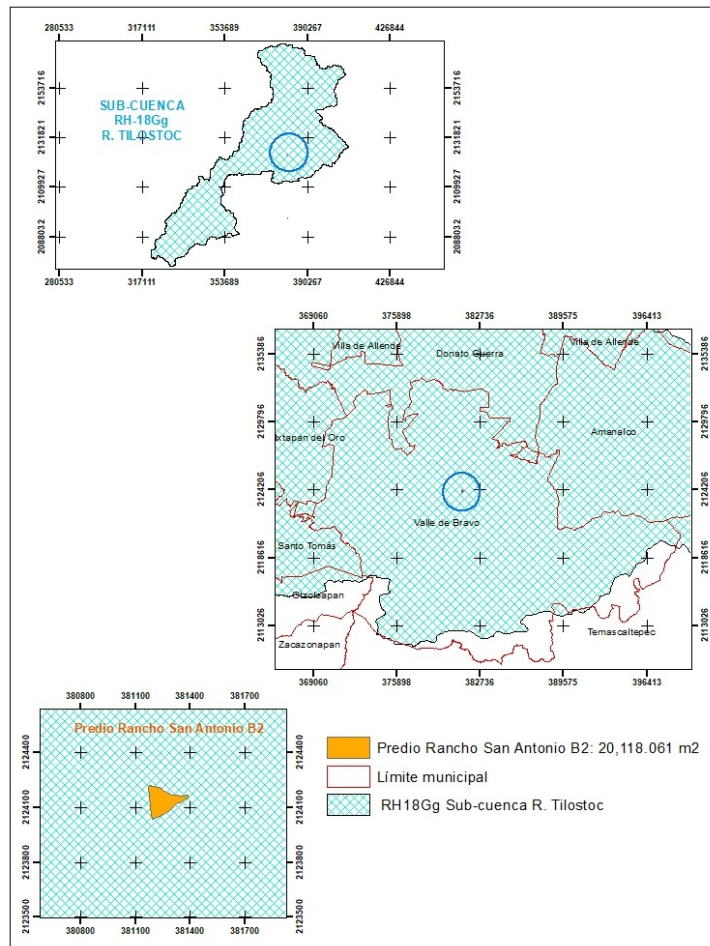 280533 317111 353689 390267 426844
2153716 2153716
SUB-CUENCA
RH-18Gg
R. TILOSTOC
2131821 2131821
2109927 2109927
2088032 2088032
280533 317111 353689 390267 426844
369060 375898 382736 389575 396413
Villa de Allende
Donato Guerra
Villa de Allende
2135386 2135386
2129796 2129796
Ixtapan del Oro
Amanalco
2124206 2124206
Valle de Bravo
Santo Tomás
2118616 2118616
Otzoloapan
2113026 2113026
Zacazonapan
Temascaltepec
369060 375898 382736 389575 396413
380800 381100 381400 381700
Predio Rancho San Antonio B2
2124400 2124400
2124100 2124100
2123800 2123800
2123500 2123500
380800 381100 381400 381700
Predio Rancho San Antonio B2: 20,118.061 m2
Límite municipal
RH18Gg Sub-cuenca R. Tilostoc